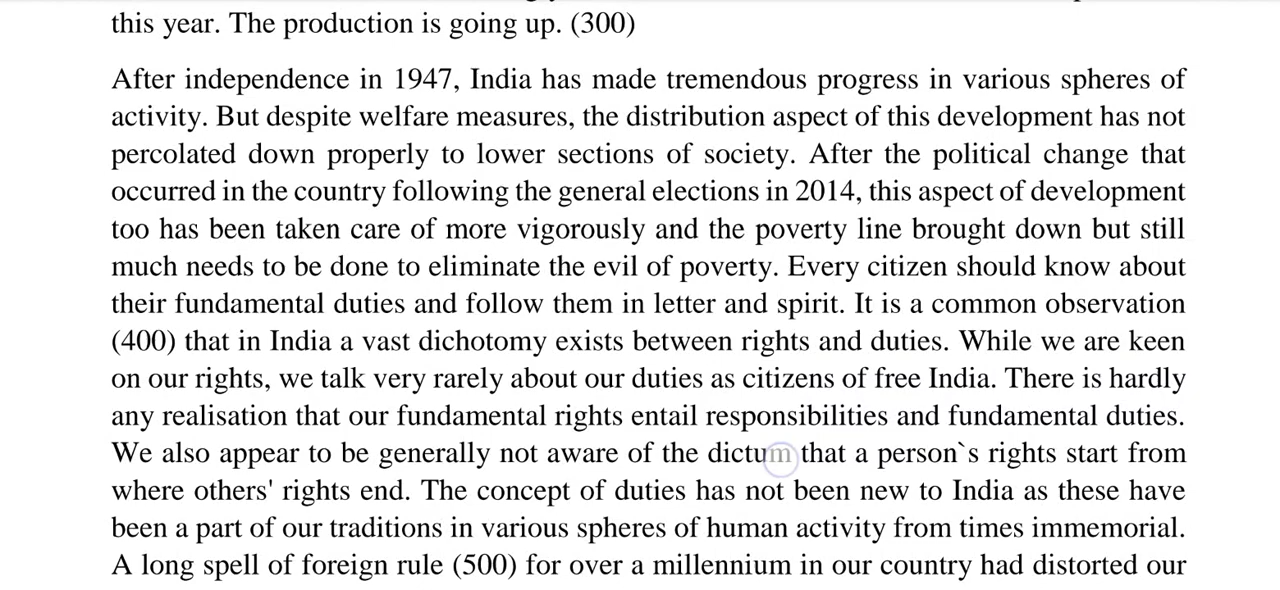 this year. The production is going up. (300)
After independence in 1947, India has made tremendous progress in various spheres of
activity. But despite welfare measures, the distribution aspect of this development has not
percolated down properly to lower sections of society. After the political change that
occurred in the country following the general elections in 2014, this aspect of development
too has been taken care of more vigorously and the poverty line brought down but still
much needs to be done to eliminate the evil of poverty. Every citizen should know about
their fundamental duties and follow them in letter and spirit. It is a common observation
(400) that in India a vast dichotomy exists between rights and duties. While we are keen
on our rights, we talk very rarely about our duties as citizens of free India. There is hardly
any realisation that our fundamental rights entail responsibilities and fundamental duties.
We also appear to be generally not aware of the dictum that a person`s rights start from
where others' rights end. The concept of duties has not been new to India as these have
been a part of our traditions in various spheres of human activity from times immemorial.
A long spell of foreign rule (500) for over a millennium in our country had distorted our